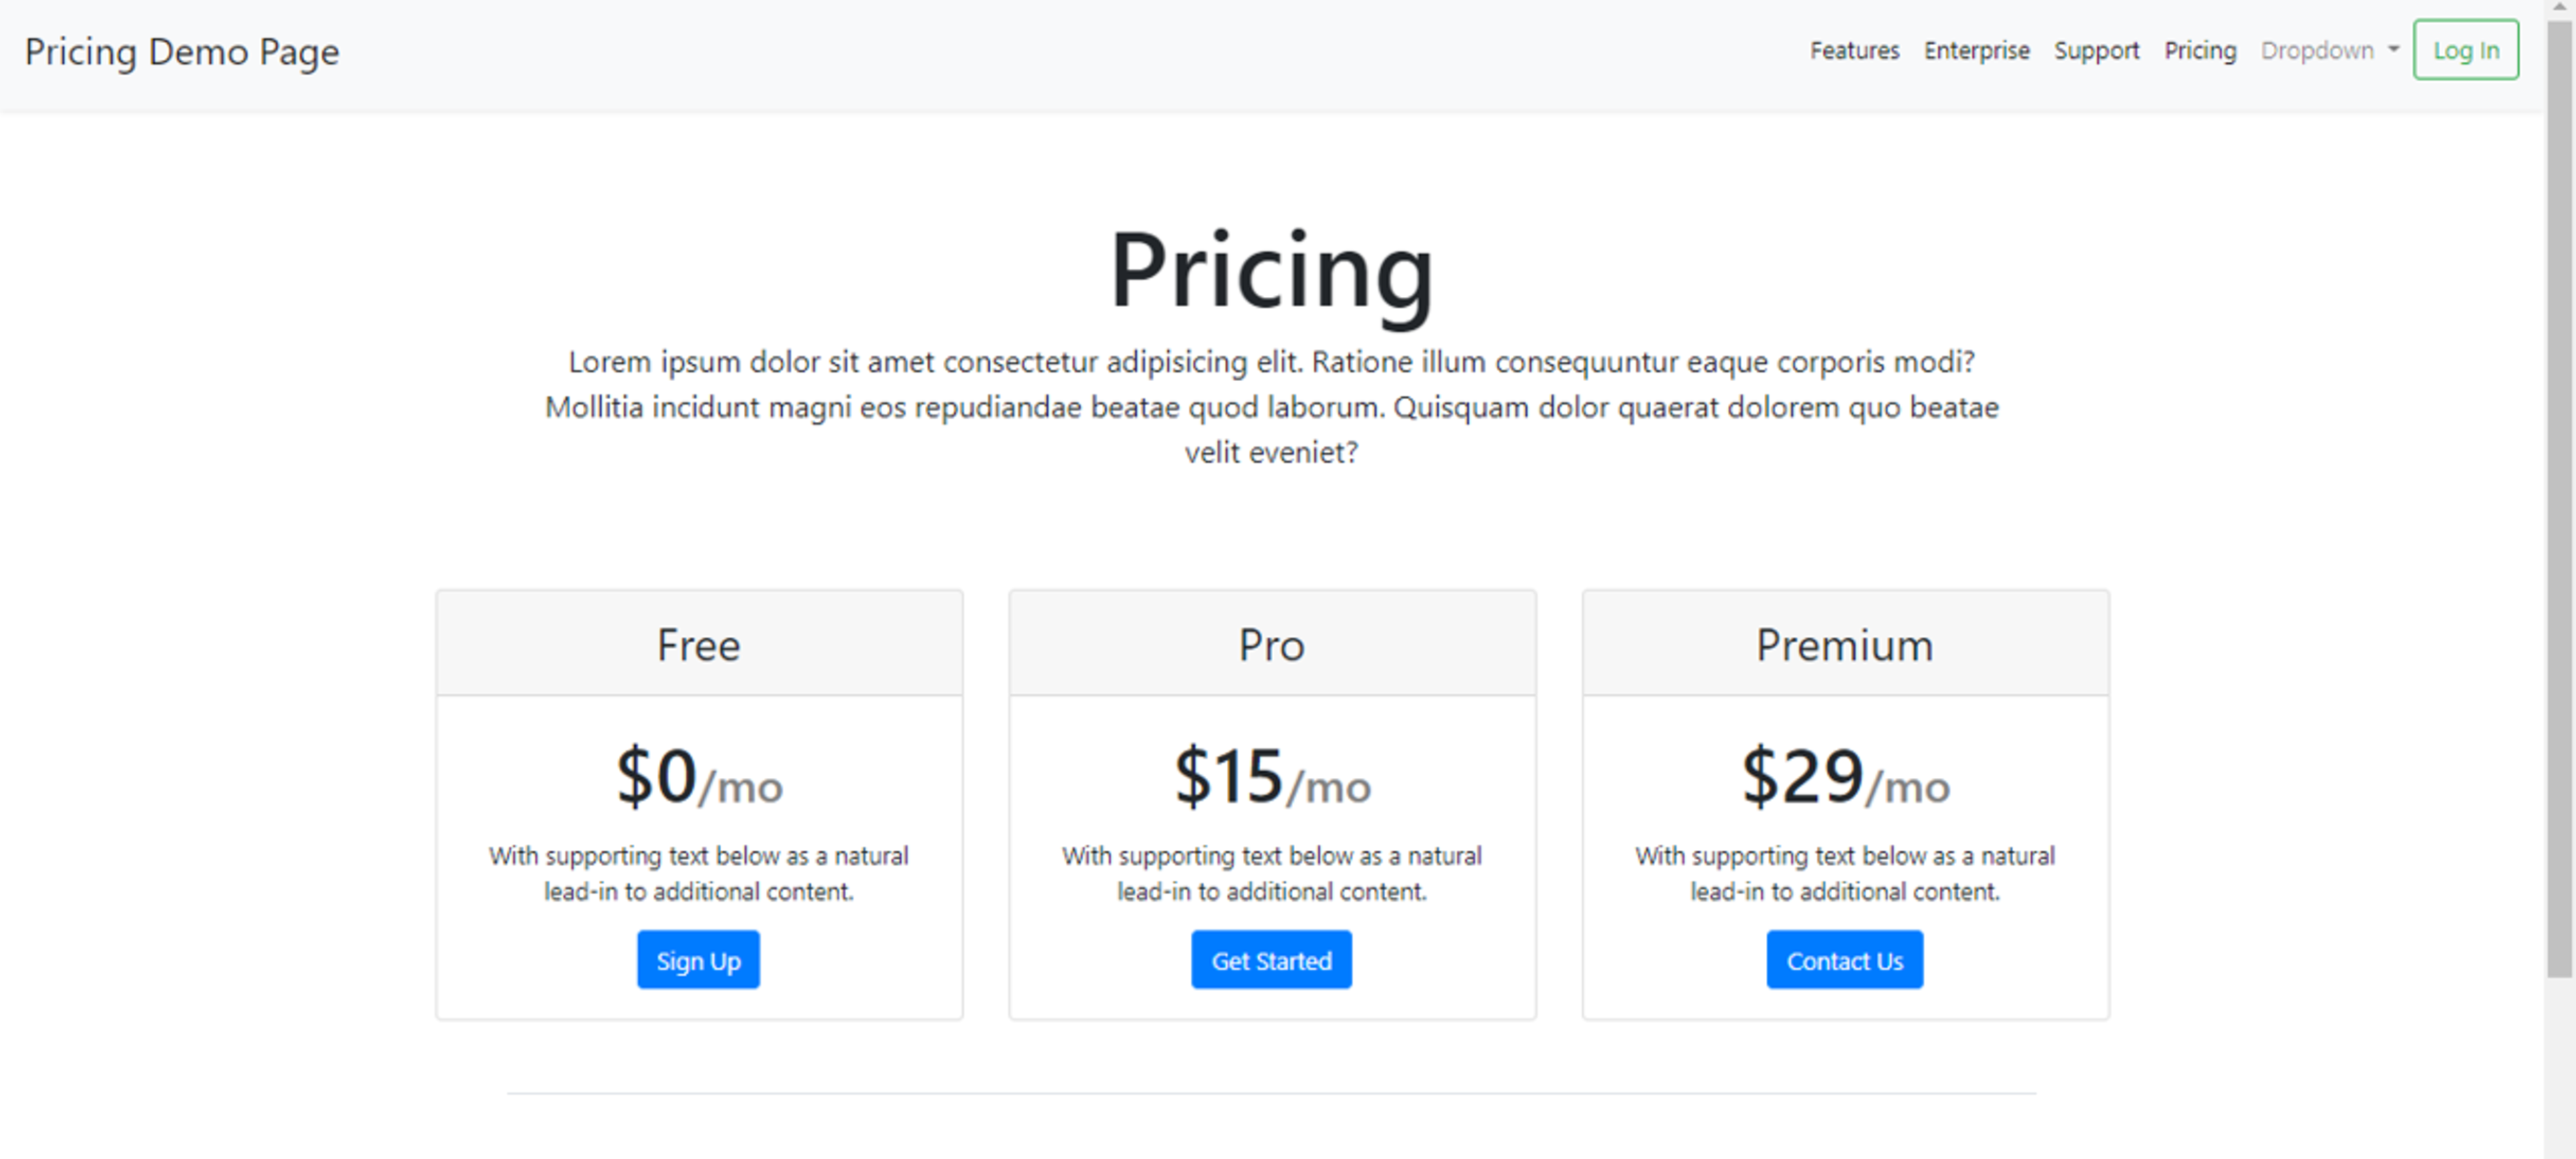 Pricing Demo Page
Features Enterprise Support Pricing Dropdown Log In
Pricing
Lorem ipsum dolor sit amet consectetur adipisicing elit. Ratione illum consequuntur eaque corporis modi?
Mollitia incidunt magni eos repudiandae beatae quod laborum. Quisquam dolor quaerat dolorem quo beatae
velit eveniet?
Free
$0/mo
With supporting text below as a natural
lead-in to additional content.
Sign Up
Pro
$15/mo
With supporting text below as a natural
lead-in to additional content.
Get Started
Premium
$29/mo
With supporting text below as a natural
lead-in to additional content.
Contact Us